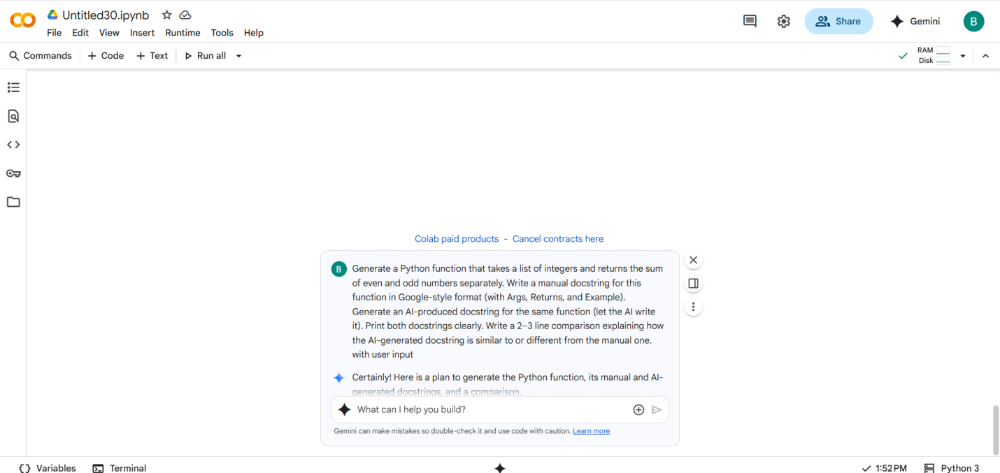 Untitled30.ipynb
File Edit View Insert Runtime Tools Help
Share
Gemini
B
Commands + Code + Text Run all
RAM
Disk
Colab paid products - Cancel contracts here
B
Generate a Python function that takes a list of integers and returns the sum
of even and odd numbers separately. Write a manual docstring for this
function in Google-style format (with Args, Returns, and Example).
Generate an AI-produced docstring for the same function (let the AI write
it). Print both docstrings clearly. Write a 2–3 line comparison explaining how
the AI-generated docstring is similar to or different from the manual one.
with user input
Certainly! Here is a plan to generate the Python function, its manual and AI-
generated docstrings, and a comparison.
What can I help you build?
Gemini can make mistakes so double-check it and use code with caution. Learn more
Variables Terminal
1:52 PM Python 3